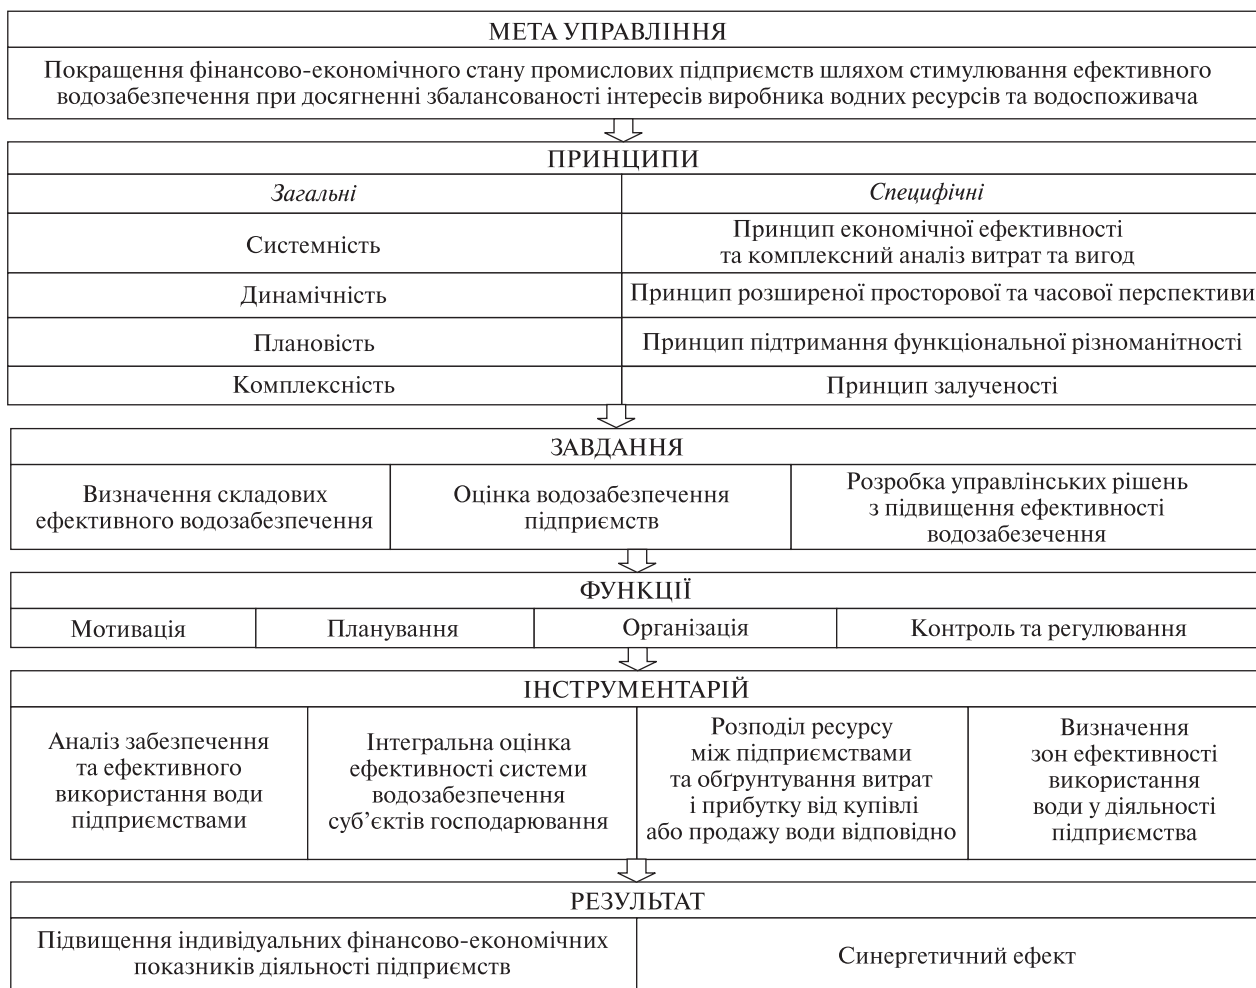 МЕТА УПРАВЛІННЯ
Покращення фінансово-економічного стану промислових підприємств шляхом стимулювання ефективного
водозабезпечення при досягненні збалансованості інтересів виробника водних ресурсів та водоспоживача
ПРИНЦИПИ
Загальні
Специфічні
Системність
Принцип економічної ефективності
та комплексний аналіз витрат та вигод
Динамічність
Принцип розширеної просторової та часової перспективи
Плановість
Принцип підтримання функціональної різноманітності
Комплексність
Принцип залученості
ЗАВДАННЯ
Визначення складових
ефективного водозабезпечення
Оцінка водозабезпечення
підприємств
Розробка управлінських рішень
з підвищення ефективності
водозабезечення
ФУНКЦІЇ
Мотивація
Планування
Організація
Контроль та регулювання
ІНСТРУМЕНТАРІЙ
Аналіз забезпечення
та ефективного
використання води
підприємствами
Інтегральна оцінка
ефективності системи
водозабезпечення
суб’єктів господарювання
Розподіл ресурсу
між підприємствами
та обґрунтування витрат
і прибутку від купівлі
або продажу води відповідно
Визначення
зон ефективності
використання
води у діяльності
підприємства
РЕЗУЛЬТАТ
Підвищення індивідуальних фінансово-економічних
показників діяльності підприємств
Синергетичний ефект